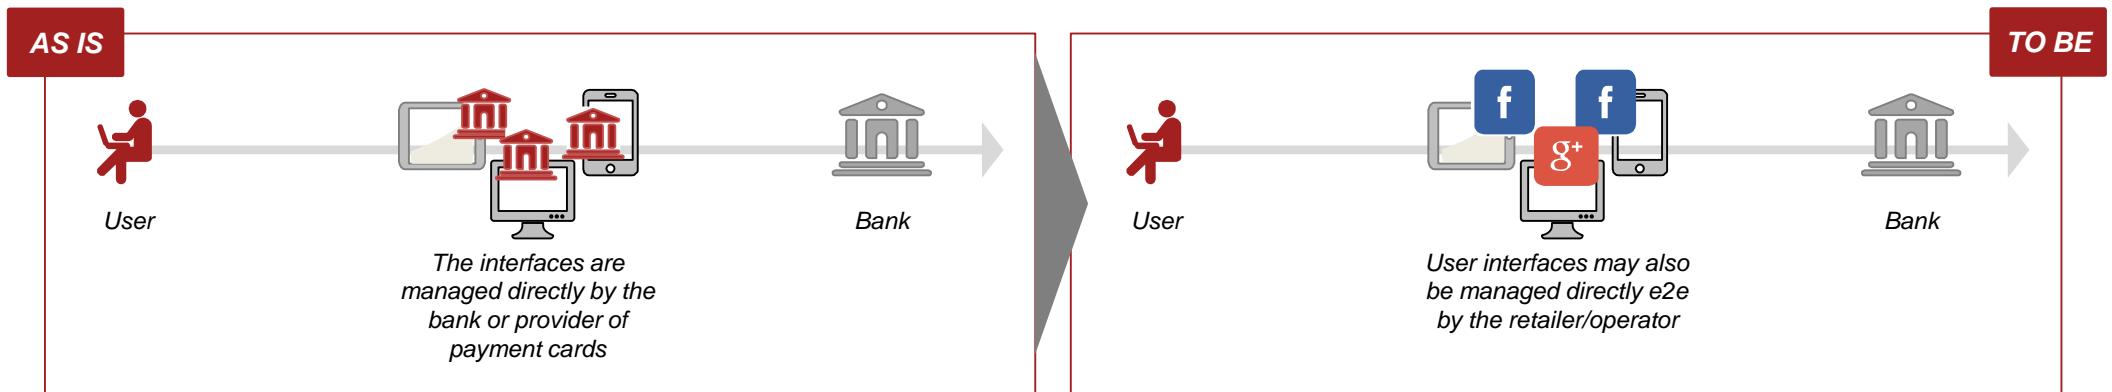 AS IS
User
The interfaces are
managed directly by the
bank or provider of
payment cards
Bank
TO BE
User
f
f
g+
User interfaces may also
be managed directly e2e
by the retailer/operator
Bank